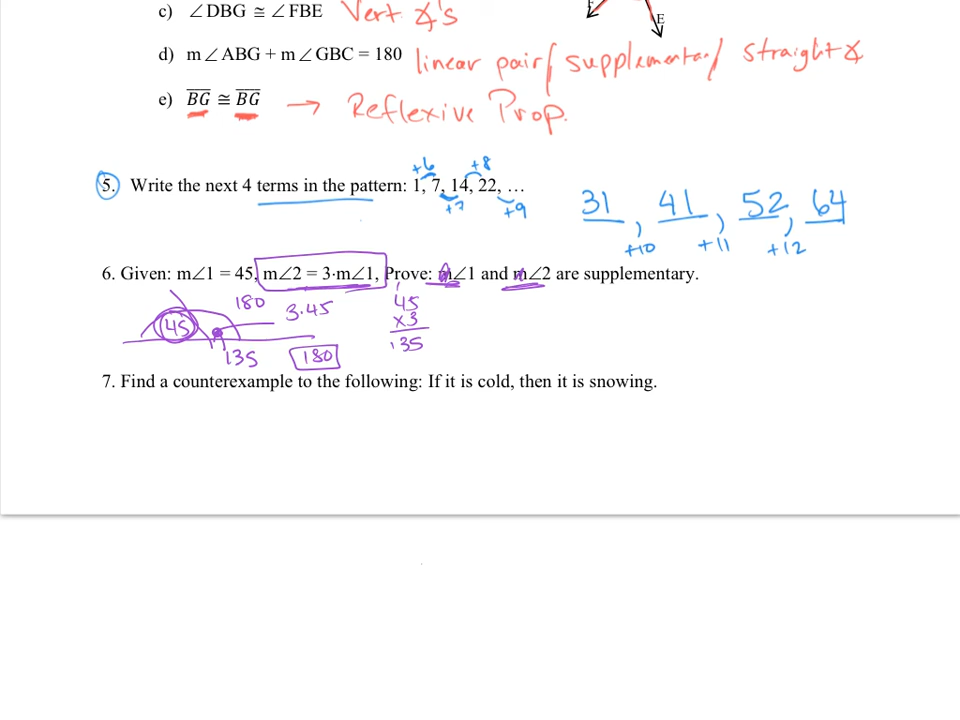 c) ∠DBG ≅ ∠FBE Vert. ∡'s
E
d) m∠ABG + m∠GBC = 180 linear pair/ supplementary/ straight ∡
e) BG ≅ BG → Reflexive Prop.
+6 +8
5. Write the next 4 terms in the pattern: 1, 7, 14, 22, … 31, 41, 52, 64
+7 +9
+10 +11 +12
6. Given: m∠1 = 45, m∠2 = 3·m∠1, Prove: m∠1 and m∠2 are supplementary.
180 3·45 45
45 x3
135 180 135
7. Find a counterexample to the following: If it is cold, then it is snowing.